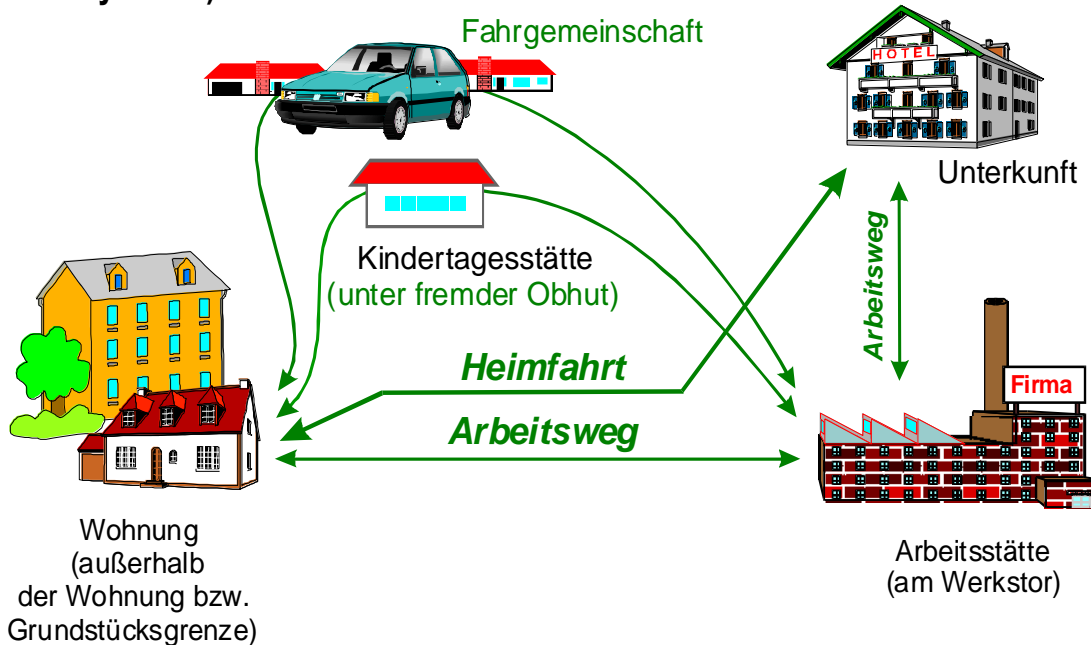 Fahrgemeinschaft
HOTEL
Unterkunft
Kindertagesstätte
(unter fremder Obhut)
Arbeitsweg
Heimfahrt
Firma
Arbeitsweg
Wohnung
(außerhalb
der Wohnung bzw.
Grundstücksgrenze)
Arbeitsstätte
(am Werkstor)